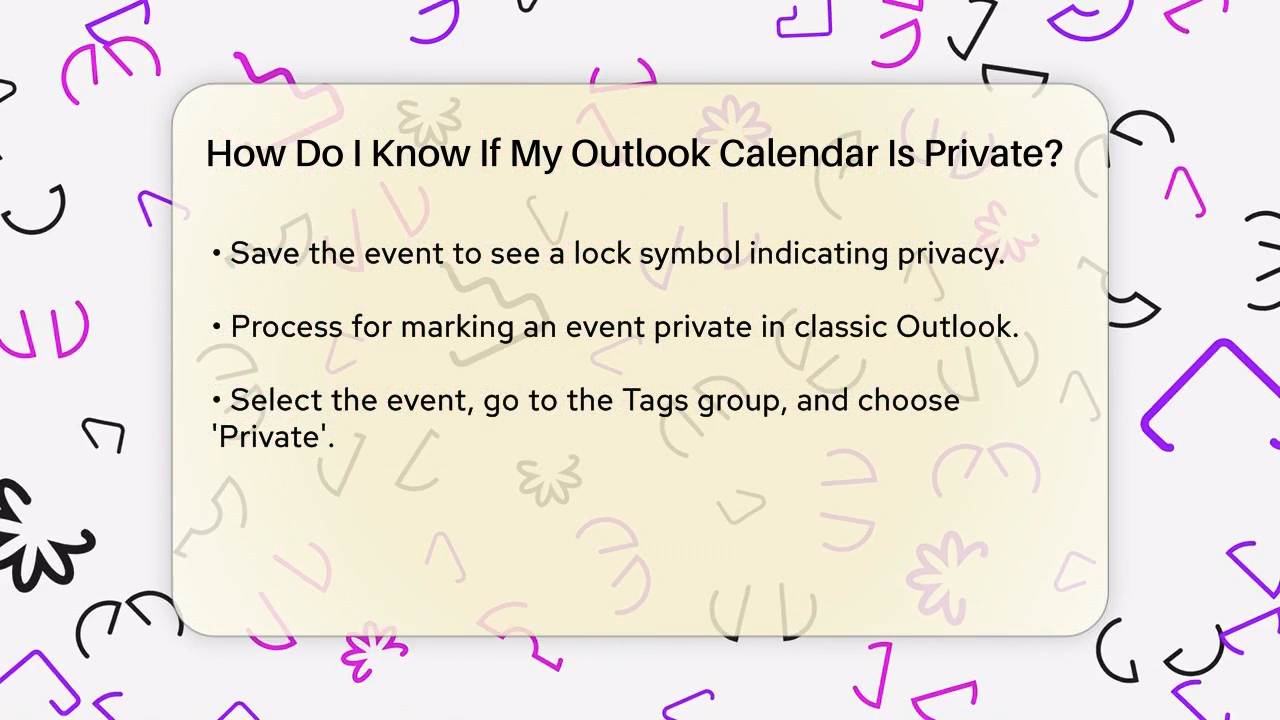 How Do I Know If My Outlook Calendar Is Private?
• Save the event to see a lock symbol indicating privacy.
• Process for marking an event private in classic Outlook.
• Select the event, go to the Tags group, and choose
'Private'.